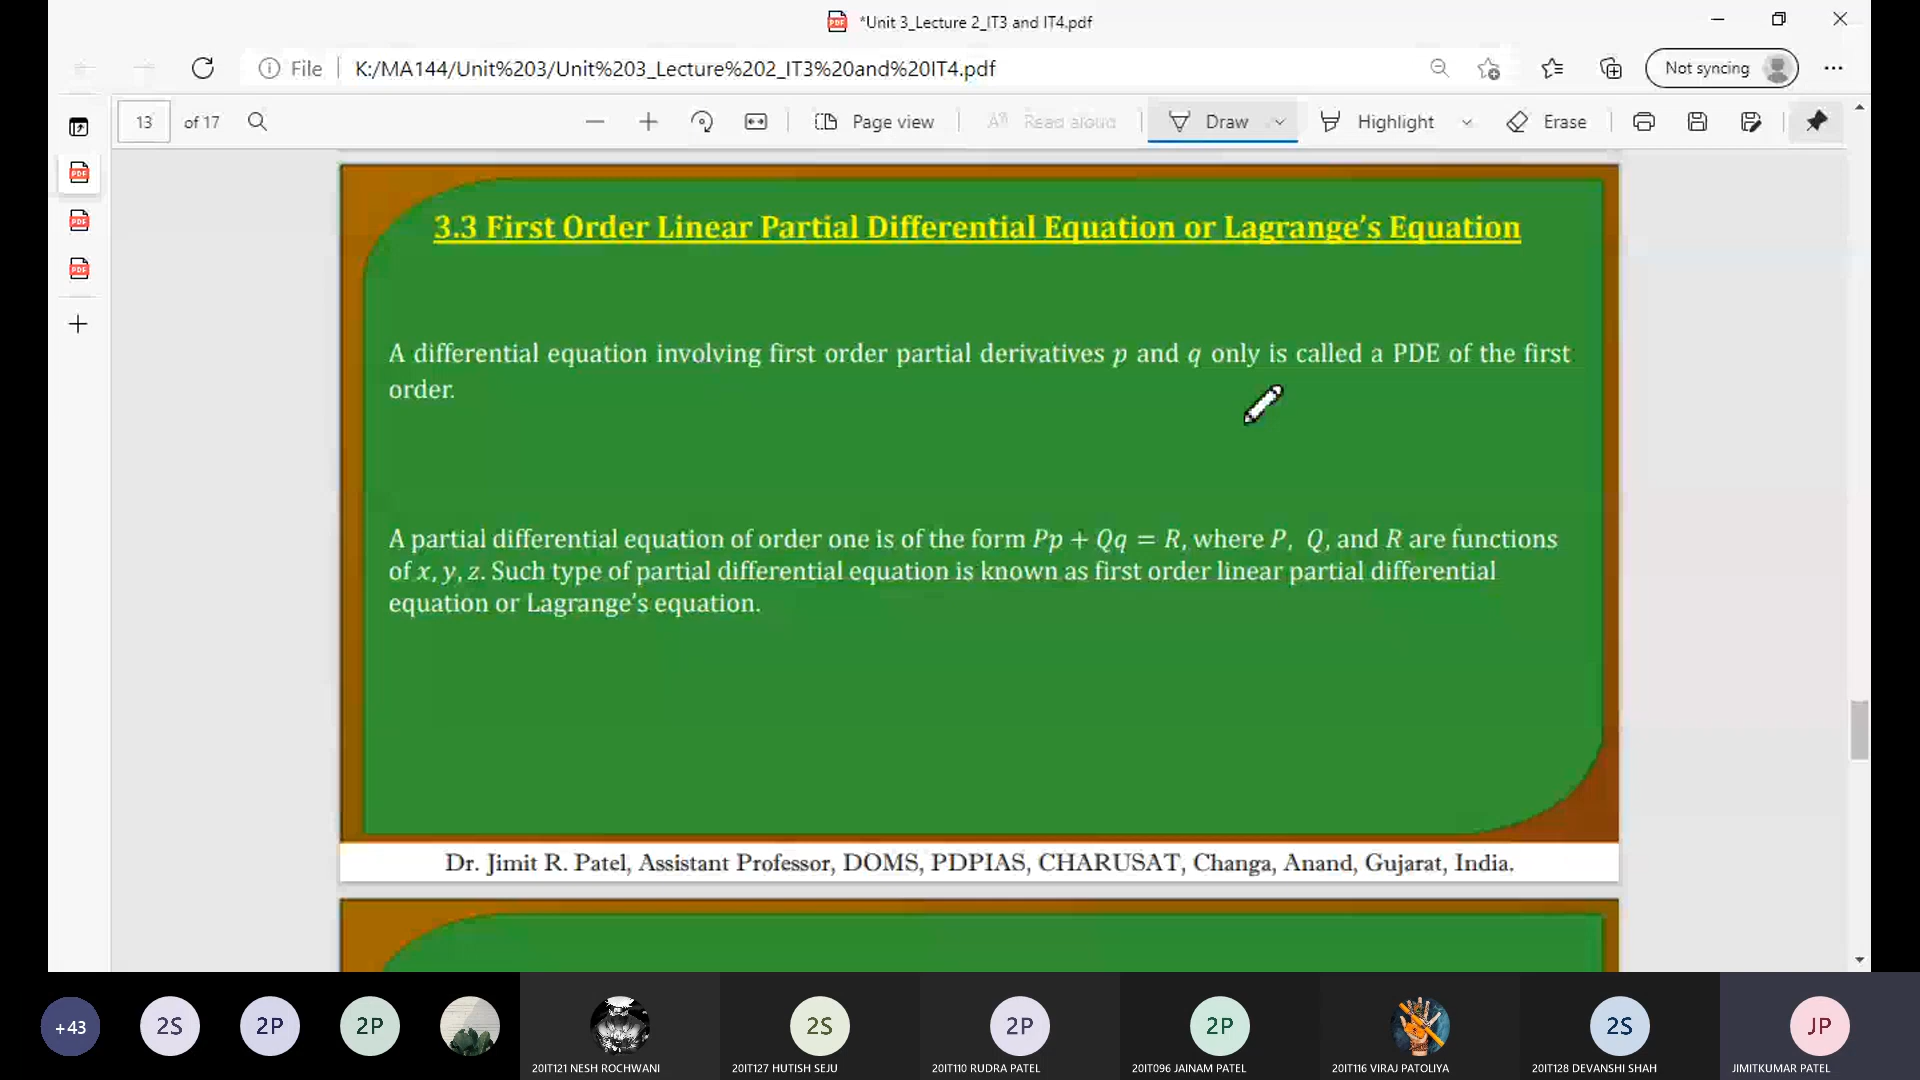 *Unit 3_Lecture 2_IT3 and IT4.pdf
File
K:/MA144/Unit%203/Unit%203_Lecture%202_IT3%20and%20IT4.pdf
Not syncing
13 of 17
Page view
Read aloud
Draw
Highlight
Erase
3.3 First Order Linear Partial Differential Equation or Lagrange’s Equation
A differential equation involving first order partial derivatives p and q only is called a PDE of the first
order.
A partial differential equation of order one is of the form Pp + Qq = R, where P, Q, and R are functions
of x, y, z. Such type of partial differential equation is known as first order linear partial differential
equation or Lagrange’s equation.
Dr. Jimit R. Patel, Assistant Professor, DOMS, PDPIAS, CHARUSAT, Changa, Anand, Gujarat, India.
+43
2S
2P
2P
2S
2P
2P
2S
JP
20IT121 NESH ROCHWANI
20IT127 HUTISH SEJU
20IT110 RUDRA PATEL
20IT096 JAINAM PATEL
20IT116 VIRAJ PATOLIYA
20IT128 DEVANSHI SHAH
JIMITKUMAR PATEL